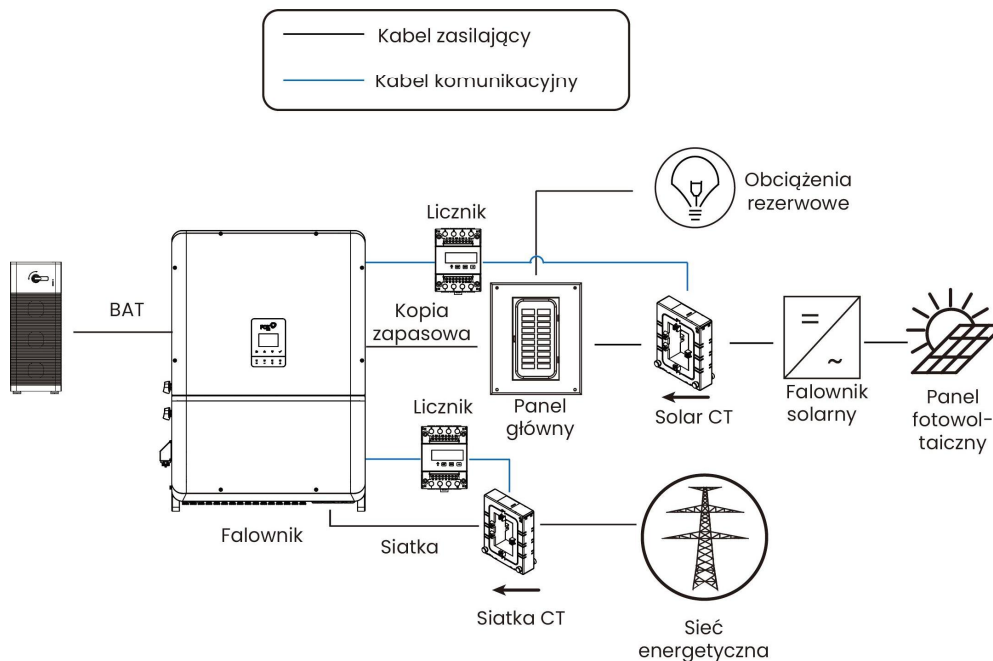 Kabel zasilający
Kabel komunikacyjny
Obciążenia
rezerwowe
Licznik
BAT
Kopia
zapasowa
Licznik
Panel
główny
Solar CT
Falownik
solarny
Panel
fotowol-
taiczny
Falownik
Siatka
Siatka CT
Sieć
energetyczna